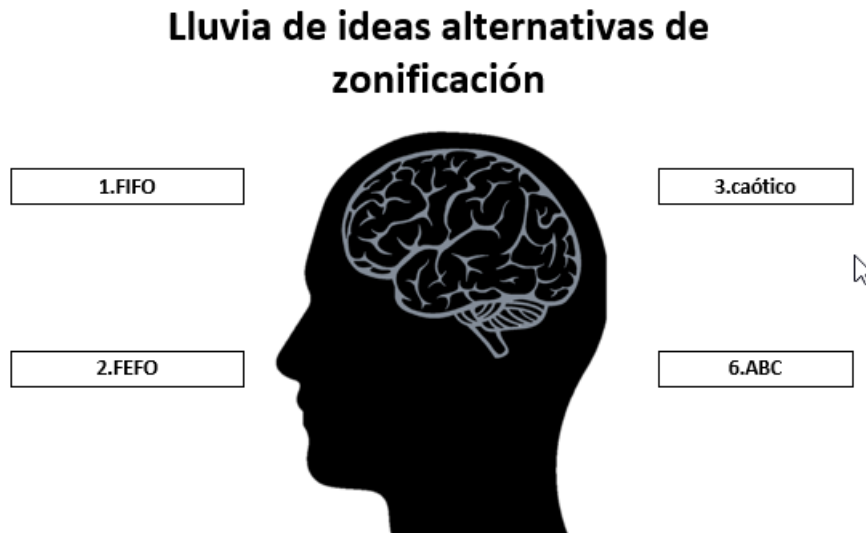 Lluvia de ideas alternativas de
zonificación
1.FIFO
3.caótico
2.FEFO
6.ABC